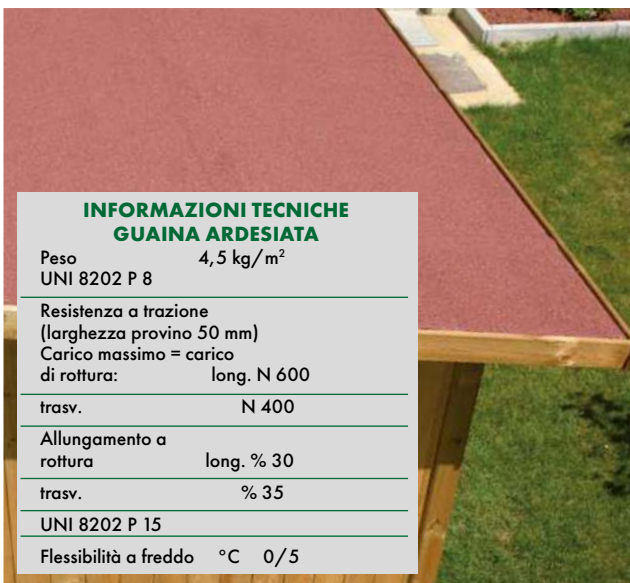 INFORMAZIONI TECNICHE
GUAINA ARDESIATA
Peso 4,5 kg/m²
UNI 8202 P 8
Resistenza a trazione
(larghezza provino 50 mm)
Carico massimo = carico
di rottura: long. N 600
trasv. N 400
Allungamento a
rottura long. % 30
trasv. % 35
UNI 8202 P 15
Flessibilità a freddo °C 0/5